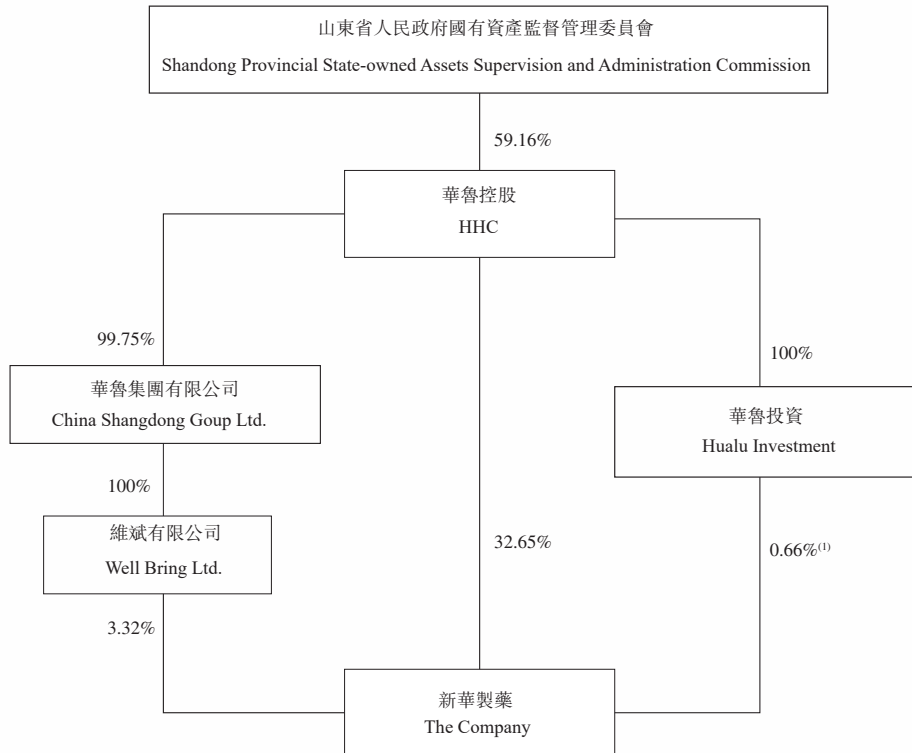 山東省人民政府國有資產監督管理委員會
Shandong Provincial State-owned Assets Supervision and Administration Commission
59.16%
華魯控股
HHC
99.75%
100%
華魯集團有限公司
China Shangdong Goup Ltd.
華魯投資
Hualu Investment
100%
維斌有限公司
Well Bring Ltd.
32.65%
0.66%(1)
3.32%
新華製藥
The Company